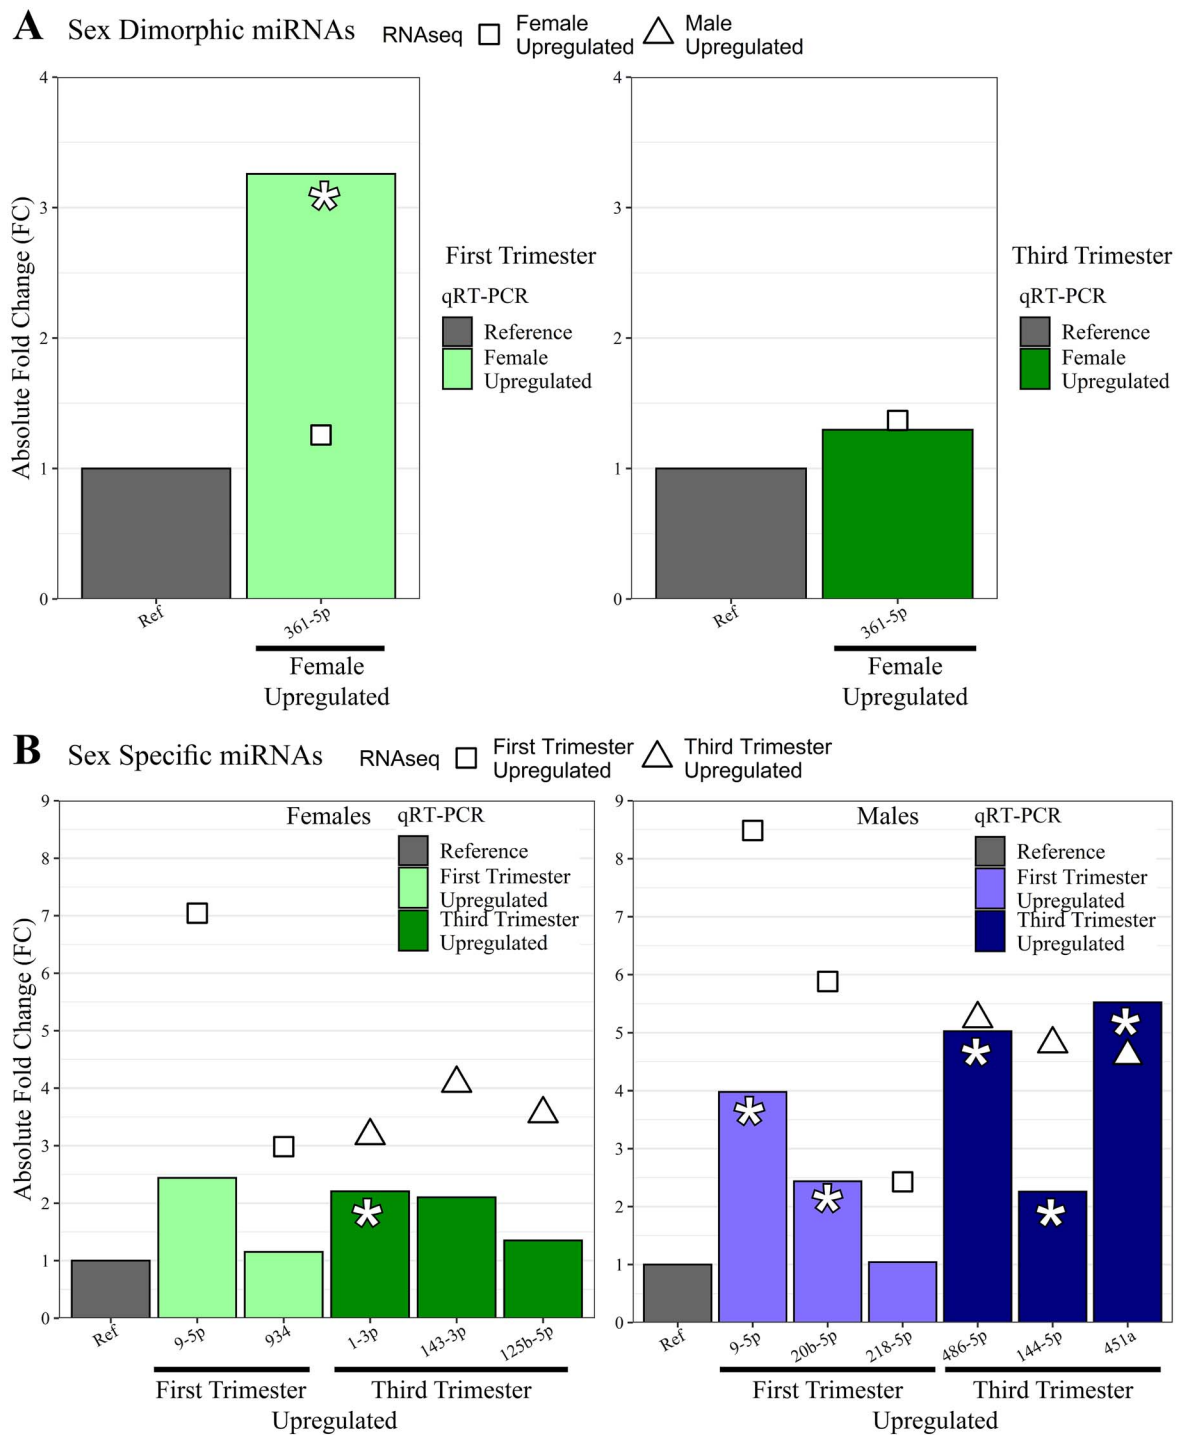 A Sex Dimorphic miRNAs RNAseq Female Upregulated Male Upregulated
4
3
2
1
0
Absolute Fold Change (FC)
*
Ref
361-5p
Female
Upregulated
First Trimester
qRT-PCR
Reference
Female
Upregulated
4
3
2
1
0
Ref
361-5p
Female
Upregulated
Third Trimester
qRT-PCR
Reference
Female
Upregulated
B Sex Specific miRNAs RNAseq First Trimester Upregulated Third Trimester Upregulated
9
8
7
6
5
4
3
2
1
0
Absolute Fold Change (FC)
Females
qRT-PCR
Reference
First Trimester
Upregulated
Third Trimester
Upregulated
*
Ref
9-5p
934
1-3p
143-3p
125b-5p
First Trimester
Third Trimester
Upregulated
9
8
7
6
5
4
3
2
1
0
Males
qRT-PCR
Reference
First Trimester
Upregulated
Third Trimester
Upregulated
*
*
*
*
*
Ref
9-5p
20b-5p
218-5p
486-5p
144-5p
451a
First Trimester
Third Trimester
Upregulated